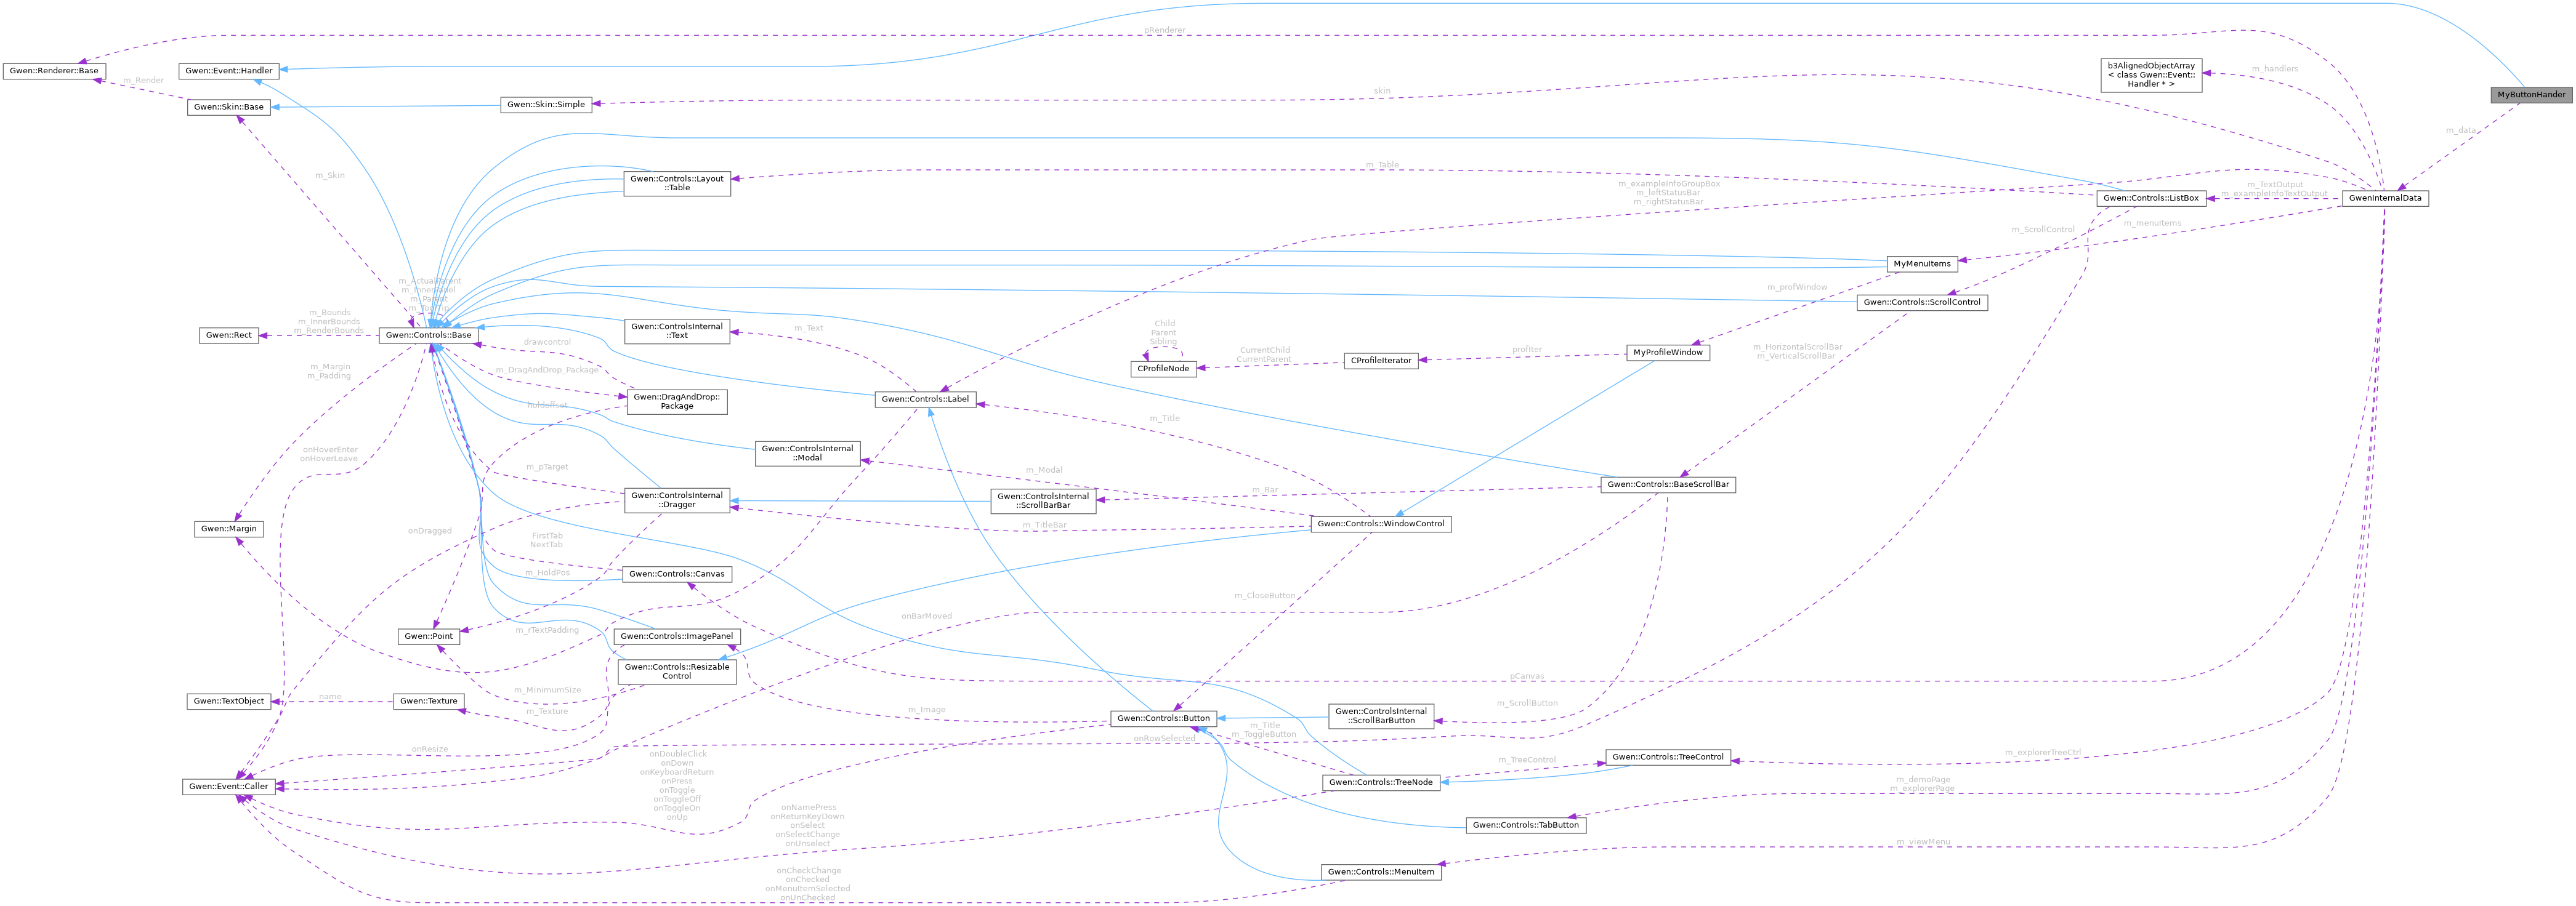 pRenderer
Gwen::Renderer::Base
Gwen::Event::Handler
m_Render
Gwen::Skin::Base
Gwen::Skin::Simple
skin
b3AlignedObjectArray
< class Gwen::Event::
Handler * >
m_handlers
MyButtonHander
m_data
m_Skin
Gwen::Controls::Layout
::Table
m_Table
m_exampleInfoGroupBox
m_leftStatusBar
m_rightStatusBar
Gwen::Controls::ListBox
m_TextOutput
m_exampleInfoTextOutput
GwenInternalData
m_menuItems
m_ScrollControl
MyMenuItems
m_profWindow
Gwen::Controls::ScrollControl
m_ActualParent
m_InnerPanel
m_Parent
m_ToolTip
m_Bounds
m_InnerBounds
m_RenderBounds
Gwen::Rect
Gwen::Controls::Base
Gwen::ControlsInternal
::Text
m_Text
drawcontrol
m_DragAndDrop_Package
Gwen::DragAndDrop::
Package
holdoffset
m_Margin
m_Padding
Gwen::Controls::Label
Child
Parent
Sibling
CProfileNode
CurrentChild
CurrentParent
CProfileIterator
profIter
MyProfileWindow
m_HorizontalScrollBar
m_VerticalScrollBar
m_Title
onHoverEnter
onHoverLeave
Gwen::ControlsInternal
::Modal
m_Modal
m_pTarget
Gwen::ControlsInternal
::Dragger
Gwen::ControlsInternal
::ScrollBarBar
m_Bar
Gwen::Controls::BaseScrollBar
Gwen::Controls::WindowControl
m_TitleBar
Gwen::Margin
onDragged
FirstTab
NextTab
m_HoldPos
Gwen::Controls::Canvas
m_CloseButton
onBarMoved
Gwen::Point
m_rTextPadding
Gwen::Controls::ImagePanel
Gwen::Controls::Resizable
Control
pCanvas
m_MinimumSize
Gwen::TextObject
name
Gwen::Texture
m_Texture
m_Image
Gwen::Controls::Button
Gwen::ControlsInternal
::ScrollBarButton
m_ScrollButton
m_Title
m_ToggleButton
onRowSelected
onResize
m_TreeControl
Gwen::Controls::TreeControl
m_explorerTreeCtrl
Gwen::Event::Caller
onDoubleClick
onDown
onKeyboardReturn
onPress
onToggle
onToggleOff
onToggleOn
onUp
Gwen::Controls::TreeNode
m_demoPage
m_explorerPage
onNamePress
onReturnKeyDown
onSelect
onSelectChange
onUnselect
Gwen::Controls::TabButton
m_viewMenu
onCheckChange
onChecked
onMenuItemSelected
onUnChecked
Gwen::Controls::MenuItem